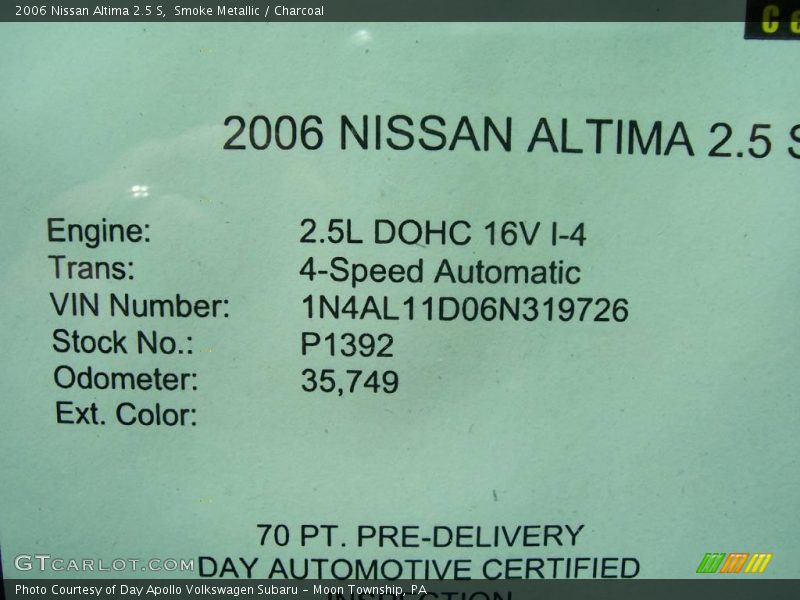 2006 Nissan Altima 2.5 S, Smoke Metallic / Charcoal
2006 NISSAN ALTIMA 2.5 S
Engine: 2.5L DOHC 16V I-4
Trans: 4-Speed Automatic
VIN Number: 1N4AL11D06N319726
Stock No.: P1392
Odometer: 35,749
Ext. Color:
70 PT. PRE-DELIVERY
DAY AUTOMOTIVE CERTIFIED
INSPECTION
GTCARLOT.COM
Photo Courtesy of Day Apollo Volkswagen Subaru – Moon Township, PA